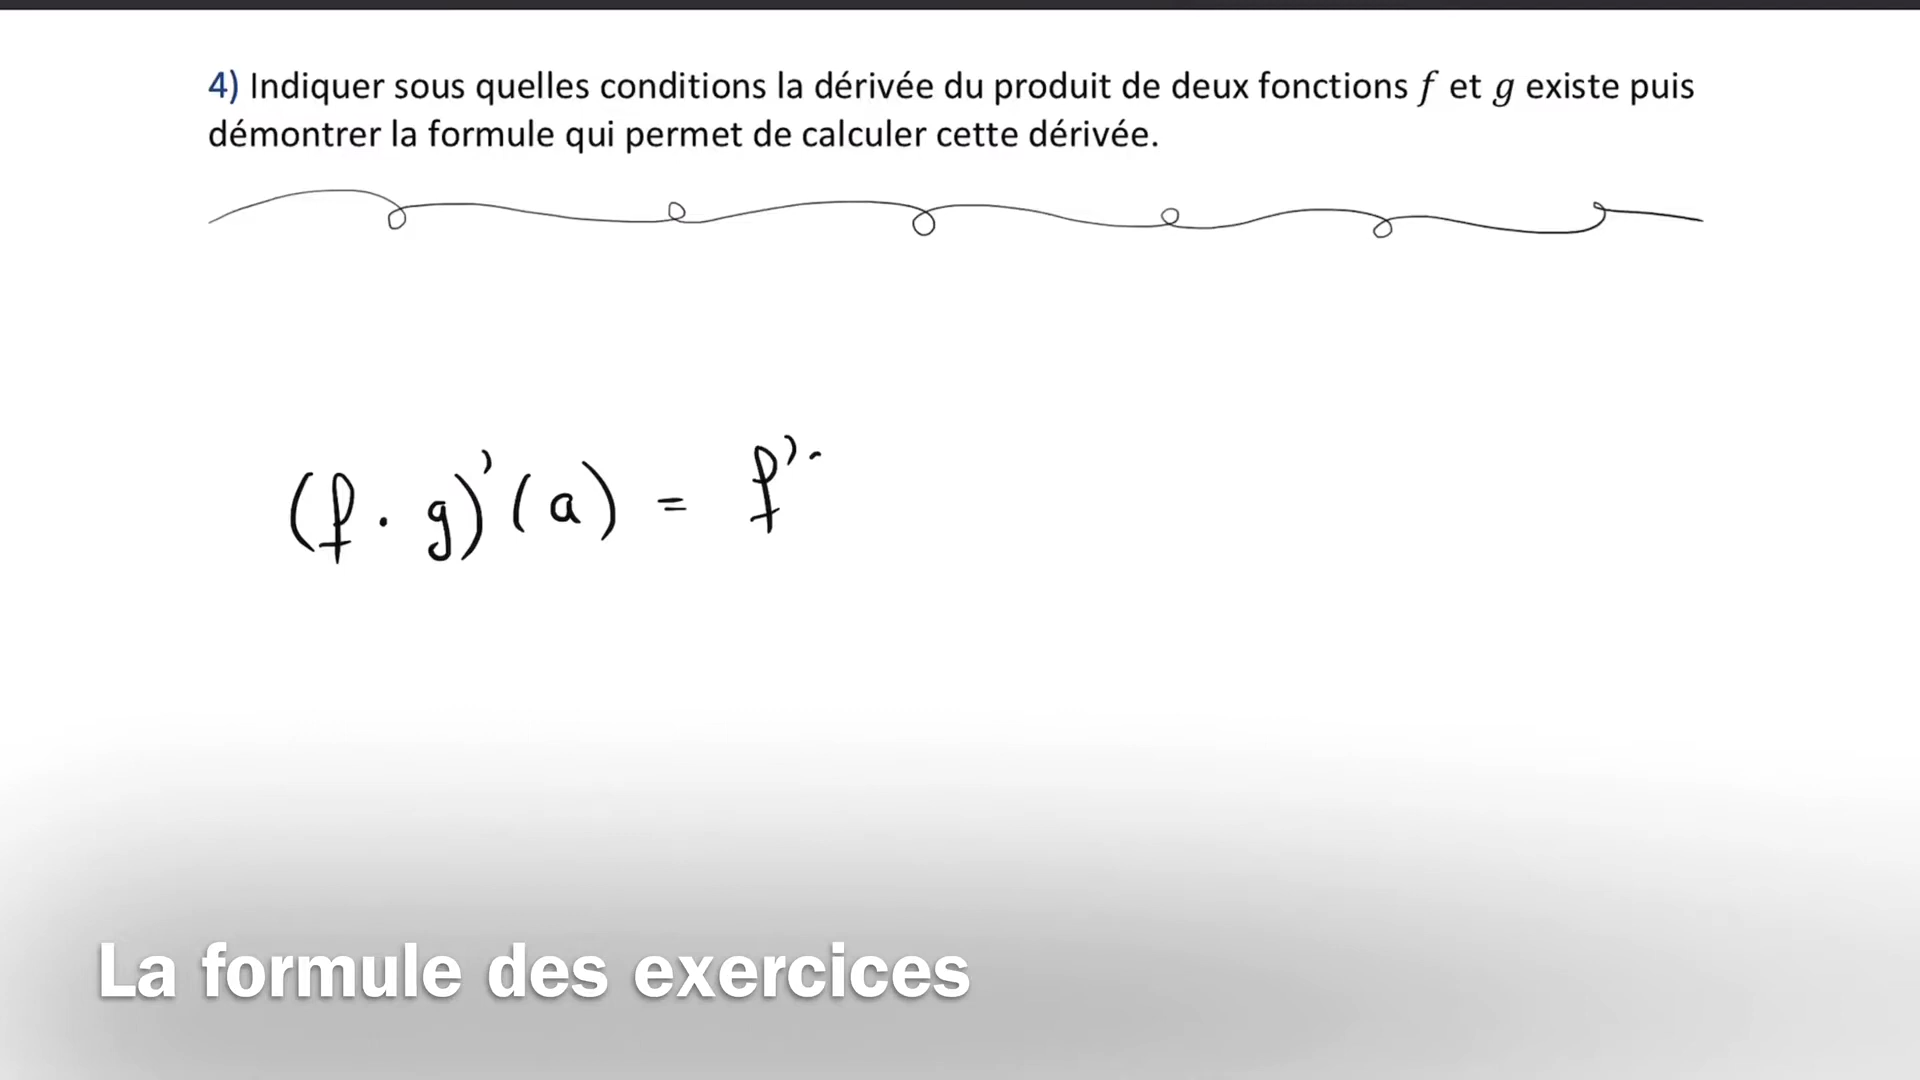 4) Indiquer sous quelles conditions la dérivée du produit de deux fonctions f et g existe puis
démontrer la formule qui permet de calculer cette dérivée.
(f · g)'(a) = f'·
La formule des exercices